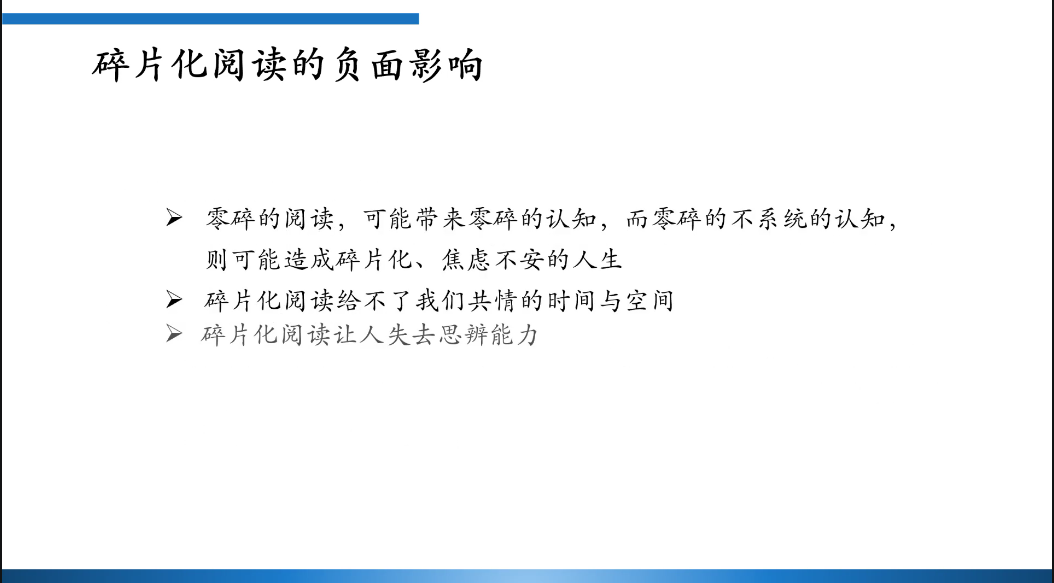 碎片化阅读的负面影响
➢ 零碎的阅读，可能带来零碎的认知，而零碎的不系统的认知，
则可能造成碎片化、焦虑不安的人生
➢ 碎片化阅读给不了我们共情的时间与空间
➢ 碎片化阅读让人失去思辨能力